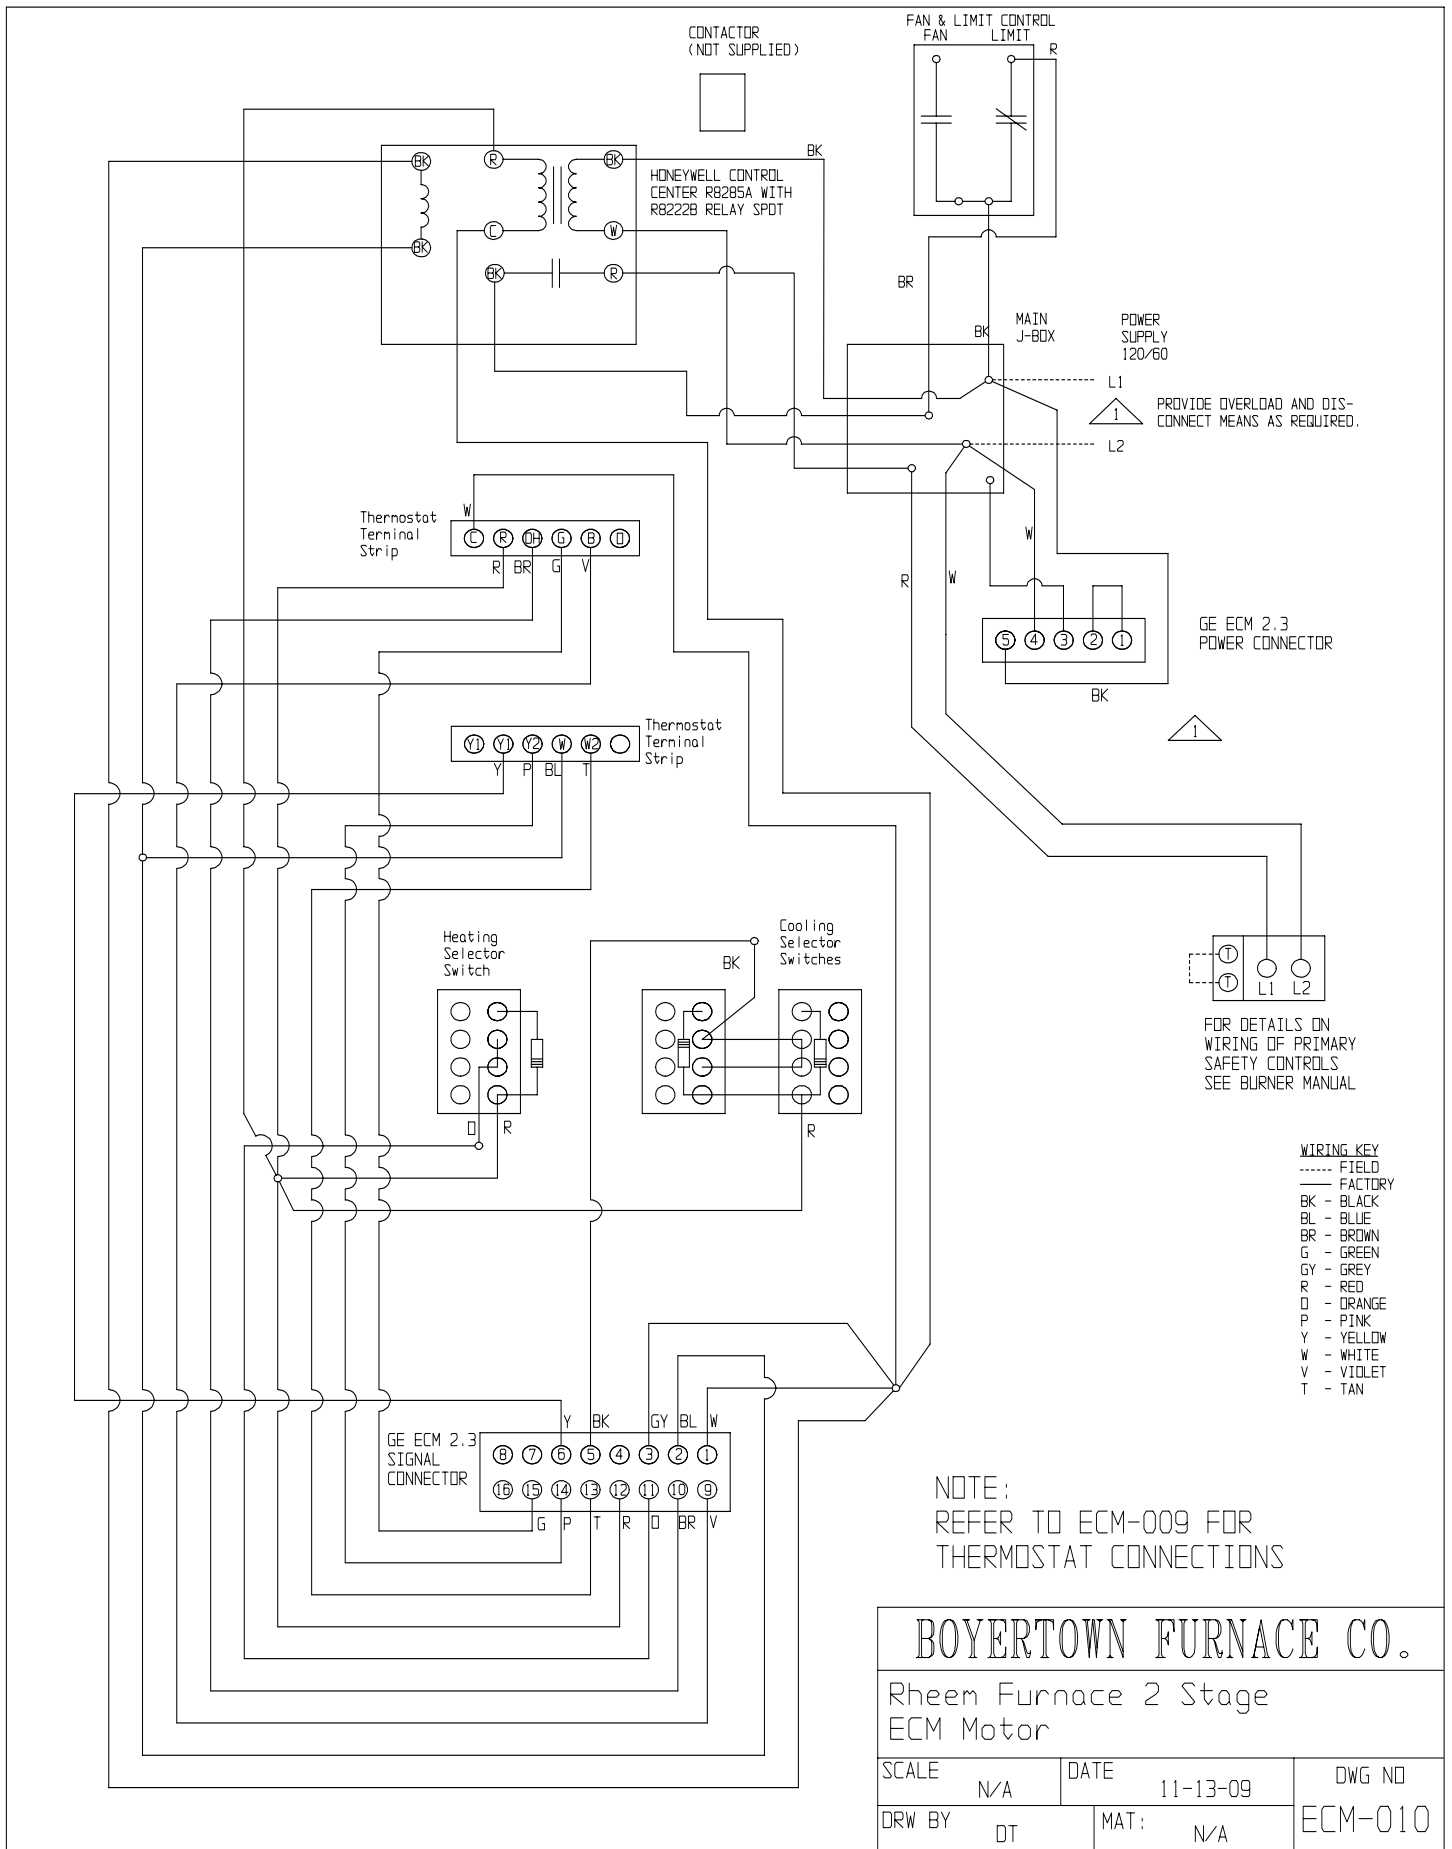 CONTACTOR
(NOT SUPPLIED)
FAN & LIMIT CONTROL
FAN LIMIT
R
BK
BK R BK
HONEYWELL CONTROL
CENTER R8285A WITH
R8222B RELAY SPDT
C W
BK
BK R
BR
BK
MAIN
J-BOX
POWER
SUPPLY
120/60
L1
1
PROVIDE OVERLOAD AND DIS-
CONNECT MEANS AS REQUIRED.
L2
W
Thermostat
Terminal
Strip
C R OH G B O
R BR G V
W
R W
5 4 3 2 1
GE ECM 2.3
POWER CONNECTOR
BK
1
Y1 Y1 Y2 W W2
Y P BL T
Thermostat
Terminal
Strip
Heating
Selector
Switch
BK
Cooling
Selector
Switches
O R
R
T
T
L1 L2
FOR DETAILS ON
WIRING OF PRIMARY
SAFETY CONTROLS
SEE BURNER MANUAL
WIRING KEY
------ FIELD
—— FACTORY
BK - BLACK
BL - BLUE
BR - BROWN
G - GREEN
GY - GREY
R - RED
O - ORANGE
P - PINK
Y - YELLOW
W - WHITE
V - VIOLET
T - TAN
Y BK GY BL W
GE ECM 2.3
SIGNAL
CONNECTOR
8 7 6 5 4 3 2 1
16 15 14 13 12 11 10 9
G P T R O BR V
NOTE:
REFER TO ECM-009 FOR
THERMOSTAT CONNECTIONS
BOYERTOWN FURNACE CO.
Rheem Furnace 2 Stage
ECM Motor
SCALE N/A
DATE 11-13-09
DWG NO
ECM-010
DRW BY DT
MAT: N/A